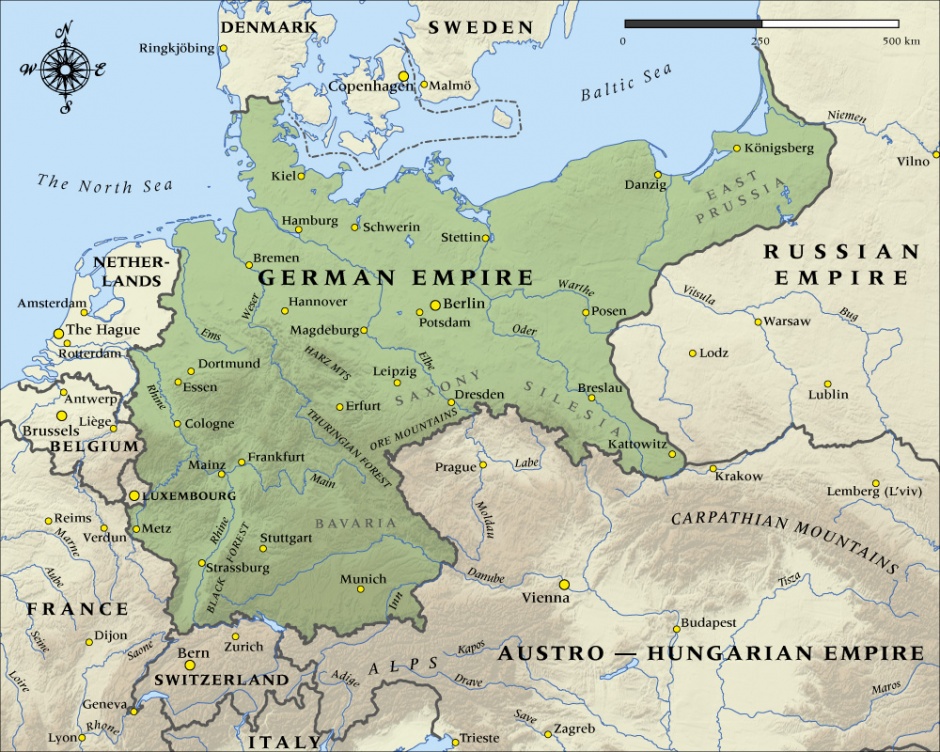 DENMARK
SWEDEN
0
250
500 km
N
W
E
S
Ringkjöbing
Copenhagen
Malmö
Baltic Sea
Niemen
Vilno
Königsberg
Kiel
Danzig
EAST
PRUSSIA
The North Sea
Hamburg
Schwerin
Stettin
NETHER-
LANDS
Bremen
GERMAN EMPIRE
RUSSIAN
EMPIRE
Amsterdam
The Hague
Rotterdam
Weser
Hannover
Berlin
Potsdam
Warthe
Posen
Vitsula
Warsaw
Bug
Ems
Magdeburg
Oder
Elbe
Lodz
Dortmund
Essen
HARZ MTS
Leipzig
SAXONY
SILESIA
Breslau
Lublin
Rhine
Antwerp
Brussels
Liège
BELGIUM
Cologne
Erfurt
Dresden
ORE MOUNTAINS
THURINGIAN FOREST
Kattowitz
Krakow
Mainz
Frankfurt
Main
Prague
Labe
Moldau
LUXEMBOURG
Lemberg (L'viv)
Reims
Verdun
Marne
Metz
BAVARIA
CARPATHIAN MOUNTAINS
Rhine
BLACK FOREST
Stuttgart
Strassburg
Munich
Inn
Danube
Vienna
Tisza
Aube
FRANCE
Seine
Dijon
Saone
Zurich
Bern
SWITZERLAND
Budapest
Kapos
AUSTRO — HUNGARIAN EMPIRE
ALPS
Adige
Drave
Maros
Loire
Geneva
Rhone
Lyon
ITALY
Save
Zagreb
Trieste